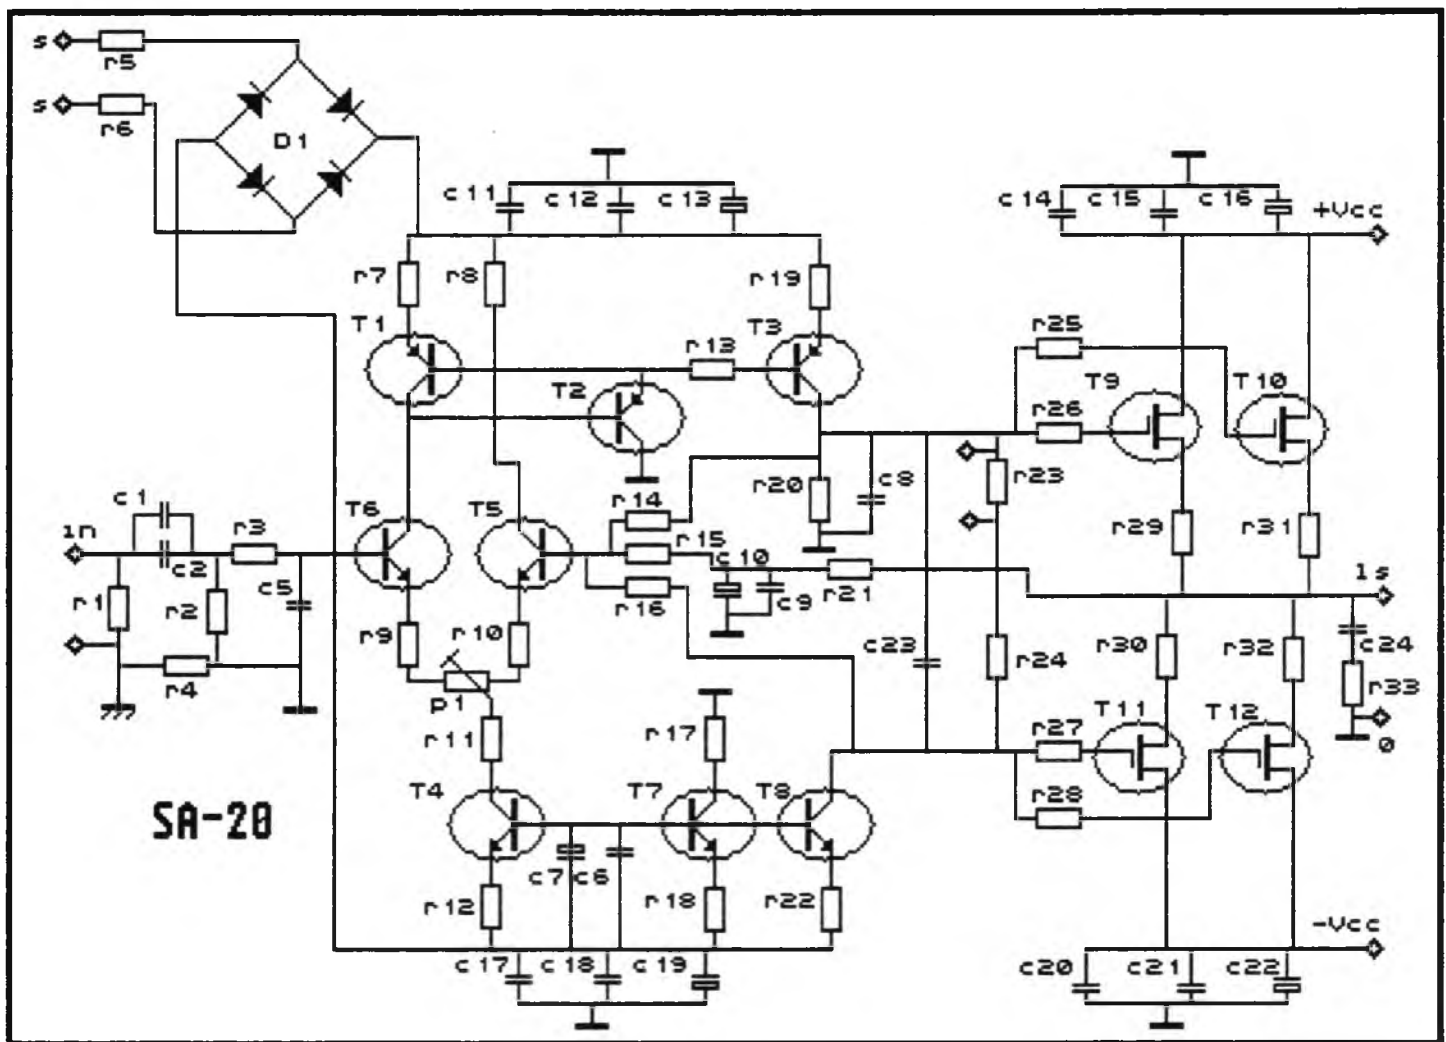 s
r5
s
r6
D1
c11
c12
c13
c14
c15
c16
+Vcc
r7
r8
r19
T1
T3
r13
T2
r25
T9
T10
r26
r23
c1
in
r3
c2
T6
T5
r14
r15
c10
r20
c8
r29
r31
r1
r2
c5
r16
c9
r21
ls
r4
r9
r10
p1
c23
r24
r30
r32
c24
r33
0
r11
r17
T11
T12
r27
r28
SA-20
T4
T7
T8
c7
c6
r12
r18
r22
-Vcc
c17
c18
c19
c20
c21
c22